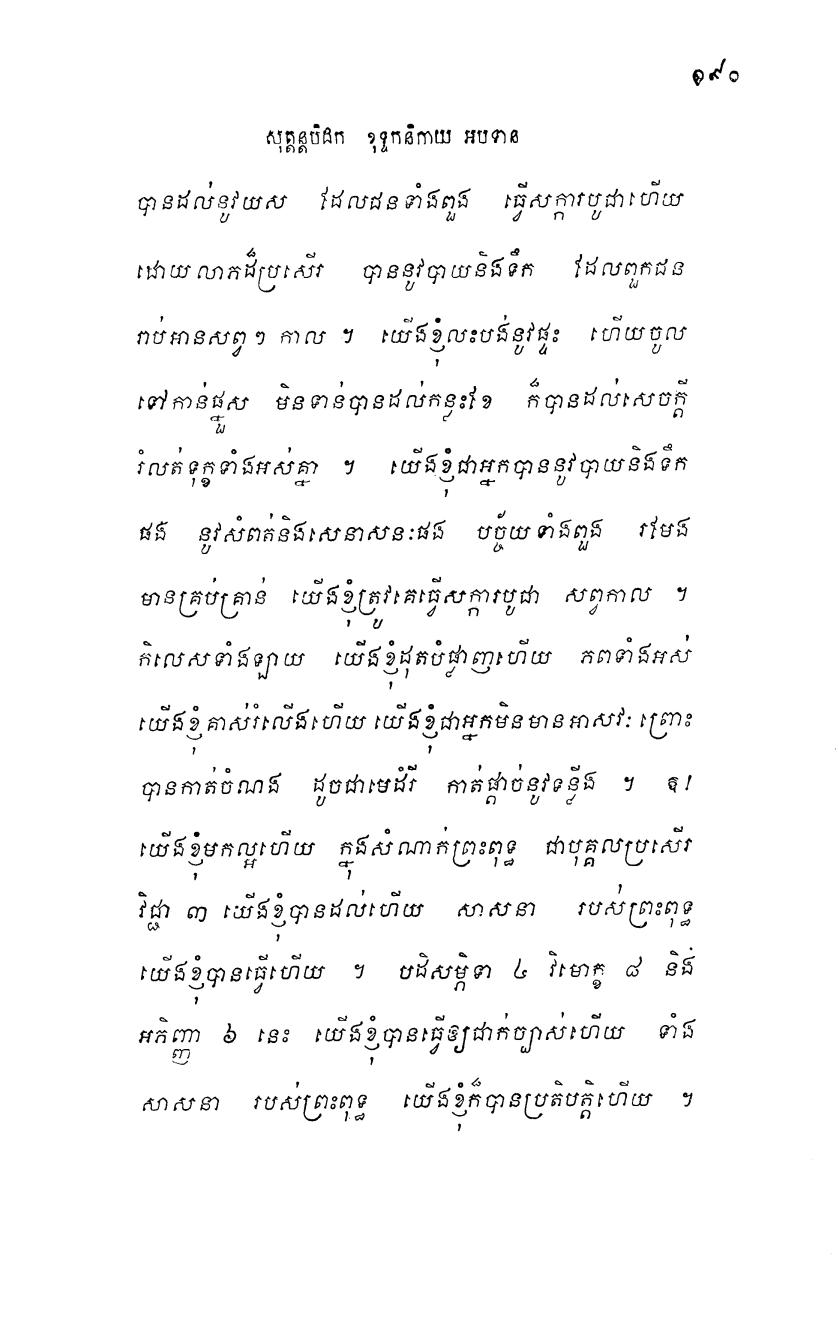 ១៩០
សុត្តន្តបិដក ខុទ្ទកនិកាយ អបទាន
បានដល់នូវយស ដែលជនទាំងពួង ធ្វើសក្ការបូជាហើយ
ដោយលាភដ៏ប្រសើរ បាននូវបាយនិងទឹក ដែលពួកជន
រាប់អានសព្វៗ កាល ។ យើងខ្ញុំលះបង់នូវផ្ទះ ហើយចូល
ទៅកាន់ផ្នួស មិនទាន់បានដល់កន្លះខែ ក៏បានដល់សេចក្តី
រំលត់ទុក្ខទាំងអស់គ្នា ។ យើងខ្ញុំជាអ្នកបាននូវបាយនិងទឹក
ផង នូវសំពត់និងសេនាសនៈផង បច្ច័យទាំងពួង រមែង
មានគ្រប់គ្រាន់ យើងខ្ញុំត្រូវគេធ្វើសក្ការបូជា សព្វកាល ។
កិលេសទាំងឡាយ យើងខ្ញុំដុតបំផ្លាញហើយ ភពទាំងអស់
យើងខ្ញុំគាស់រំលើងហើយ យើងខ្ញុំជាអ្នកមិនមានអាសវៈ ព្រោះ
បានកាត់ចំណង ដូចជាមេដំរី កាត់ផ្តាច់នូវទន្លីង ។ ឱ!
យើងខ្ញុំមកល្អហើយ ក្នុងសំណាក់ព្រះពុទ្ធ ជាបុគ្គលប្រសើរ
វិជ្ជា ៣ យើងខ្ញុំបានដល់ហើយ សាសនា របស់ព្រះពុទ្ធ
យើងខ្ញុំបានធ្វើហើយ ។ បដិសម្ភិទា ៤ វិមោក្ខ ៨ និង
អភិញ្ញា ៦ នេះ យើងខ្ញុំបានធ្វើឲ្យជាក់ច្បាស់ហើយ ទាំង
សាសនា របស់ព្រះពុទ្ធ យើងខ្ញុំក៏បានប្រតិបត្តិហើយ ។